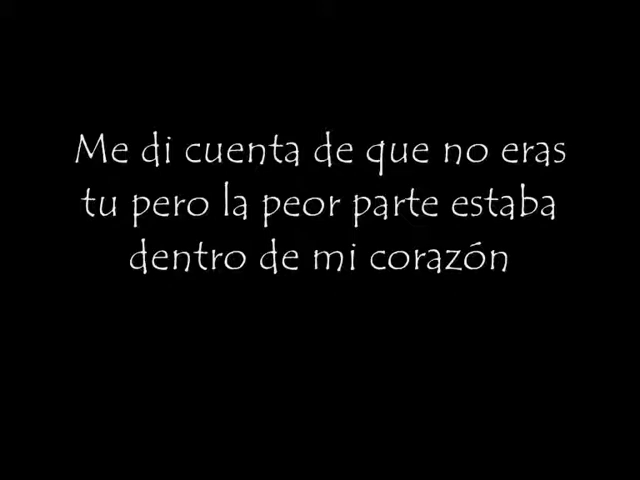 Me di cuenta de que no eras
tu pero la peor parte estaba
dentro de mi corazón